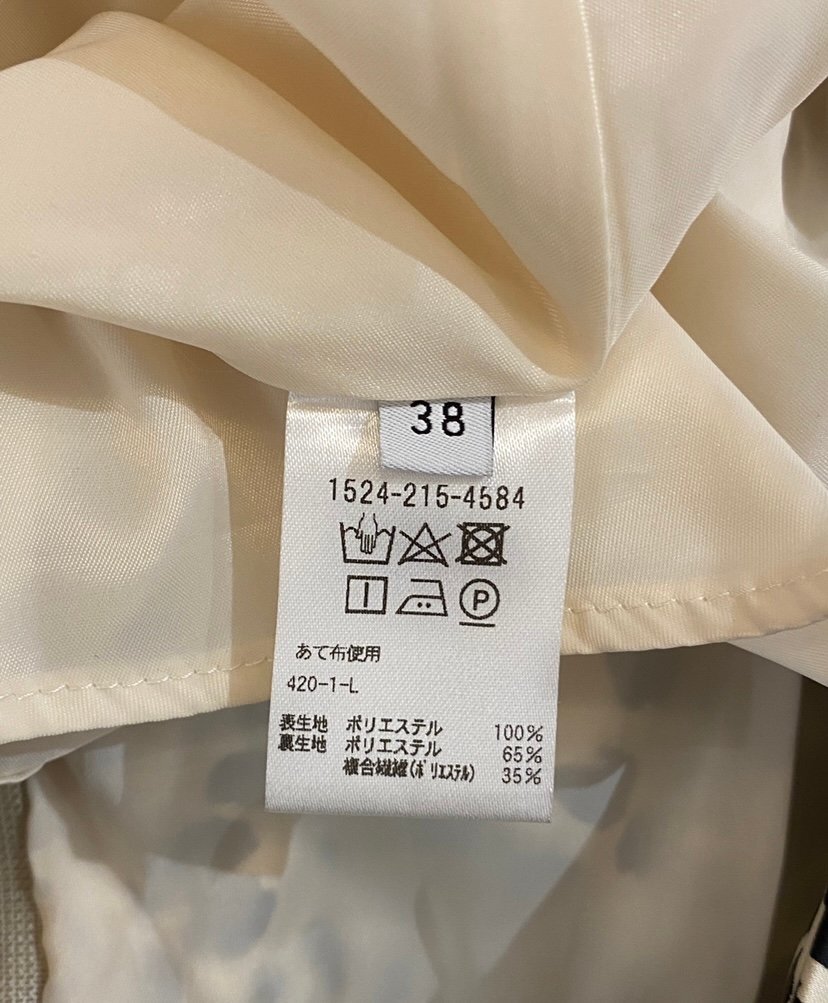 38
1524-215-4584
P
あて布使用
420-1-L
表生地 ポリエステル 100%
裏生地 ポリエステル 65%
複合繊維(ポリエステル) 35%